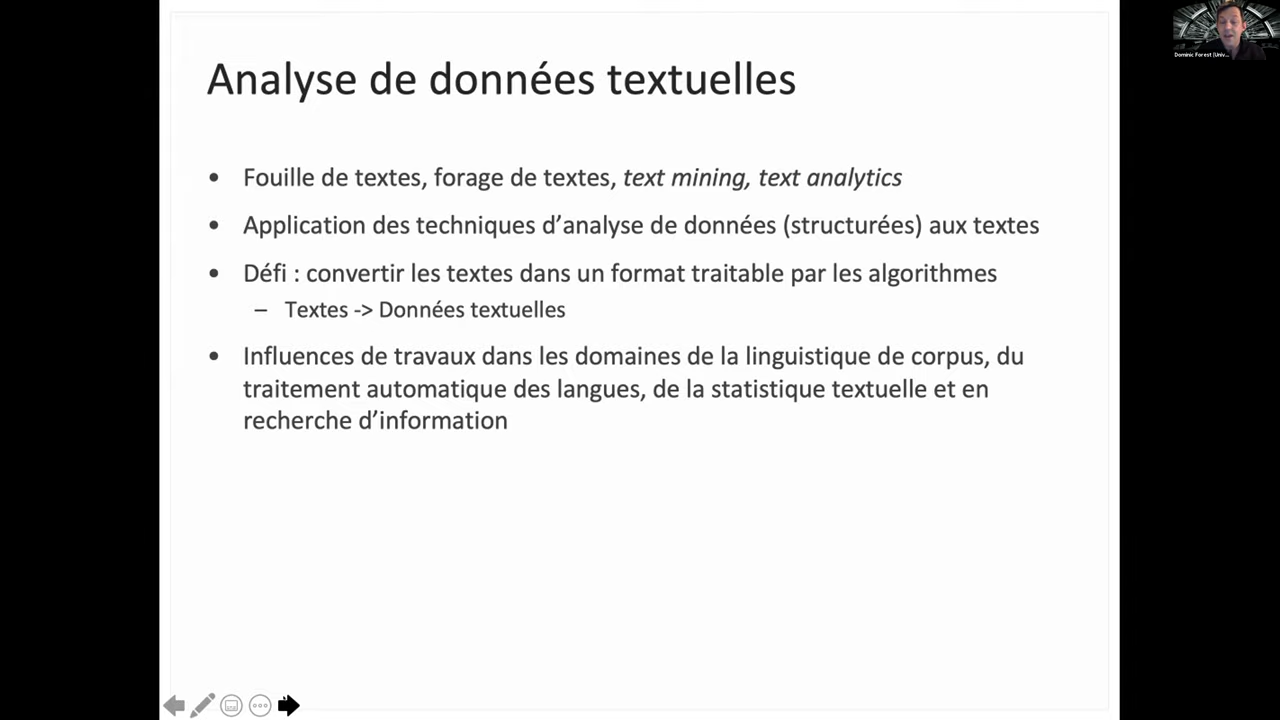 Analyse de données textuelles
• Fouille de textes, forage de textes, text mining, text analytics
• Application des techniques d’analyse de données (structurées) aux textes
• Défi : convertir les textes dans un format traitable par les algorithmes
– Textes -> Données textuelles
• Influences de travaux dans les domaines de la linguistique de corpus, du
traitement automatique des langues, de la statistique textuelle et en
recherche d’information
Dominic Forest (Univ...